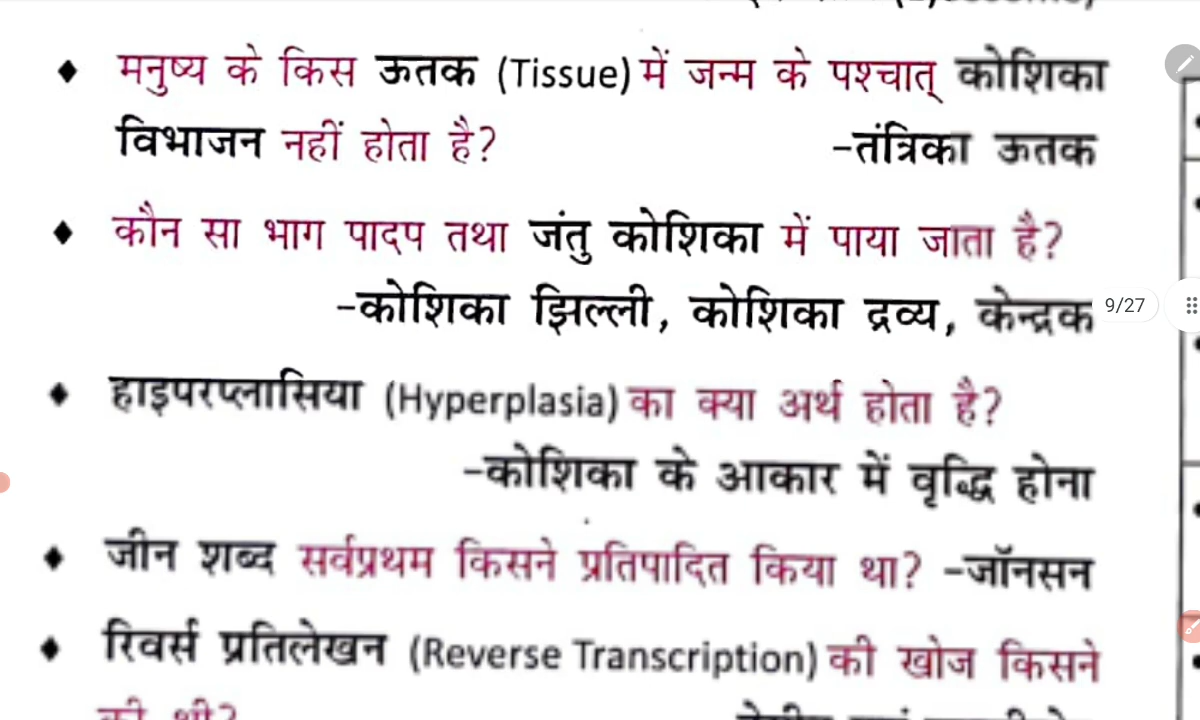 ♦ मनुष्य के किस ऊतक (Tissue) में जन्म के पश्चात् कोशिका
विभाजन नहीं होता है? -तंत्रिका ऊतक
♦ कौन सा भाग पादप तथा जंतु कोशिका में पाया जाता है?
-कोशिका झिल्ली, कोशिका द्रव्य, केन्द्रक
9/27
♦ हाइपरप्लासिया (Hyperplasia) का क्या अर्थ होता है?
-कोशिका के आकार में वृद्धि होना
♦ जीन शब्द सर्वप्रथम किसने प्रतिपादित किया था? -जॉनसन
♦ रिवर्स प्रतिलेखन (Reverse Transcription) की खोज किसने
की थी?